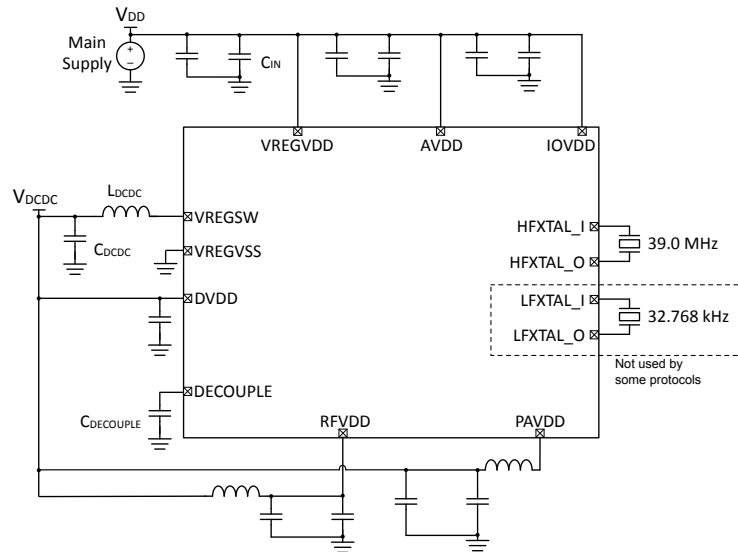 VDD
Main
Supply
+
−
CIN
VREGVDD
AVDD
IOVDD
VDCDC
LDCDC
VREGSW
CDCDC
VREGVSS
HFXTAL_I
39.0 MHz
HFXTAL_O
DVDD
LFXTAL_I
32.768 kHz
LFXTAL_O
Not used by
some protocols
DECOUPLE
CDECOUPLE
RFVDD
PAVDD